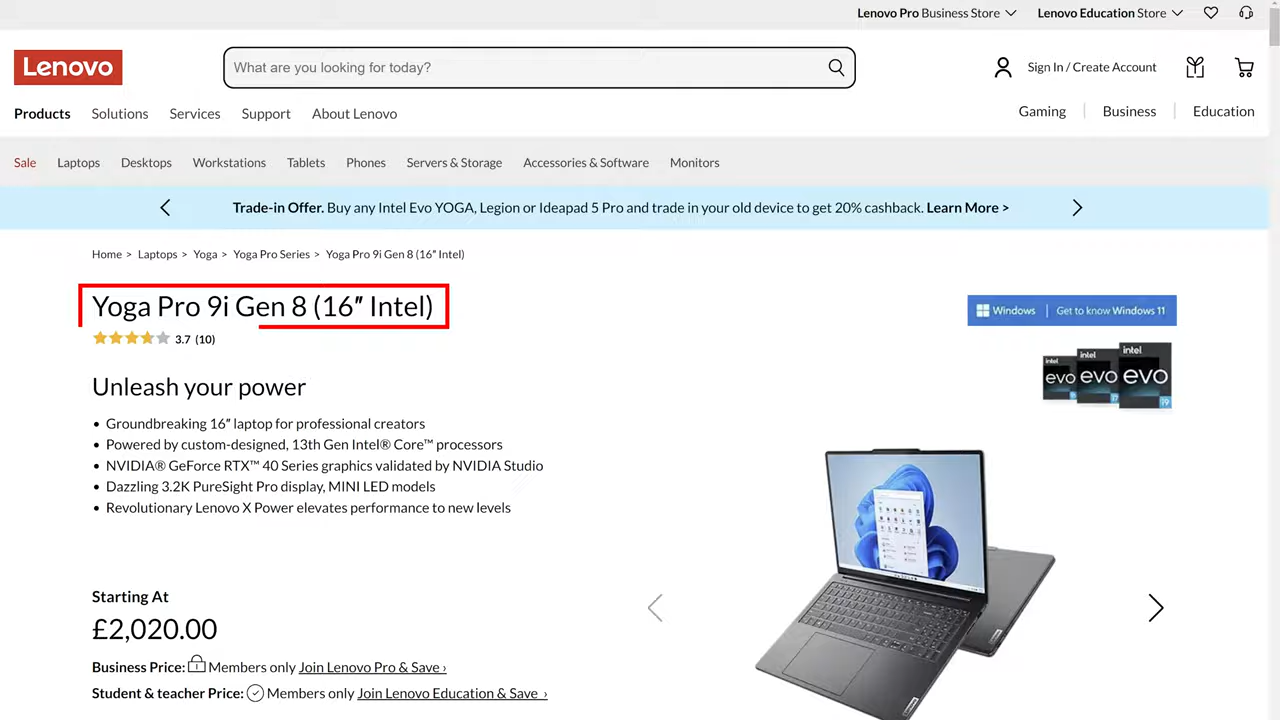 Lenovo Pro Business Store
Lenovo Education Store
Lenovo
What are you looking for today?
Sign In / Create Account
Products Solutions Services Support About Lenovo
Gaming Business Education
Sale Laptops Desktops Workstations Tablets Phones Servers & Storage Accessories & Software Monitors
Trade-in Offer. Buy any Intel Evo YOGA, Legion or Ideapad 5 Pro and trade in your old device to get 20% cashback. Learn More >
Home > Laptops > Yoga > Yoga Pro Series > Yoga Pro 9i Gen 8 (16″ Intel)
Yoga Pro 9i Gen 8 (16″ Intel)
3.7 (10)
Windows | Get to know Windows 11
intel evo i5
intel evo i7
intel evo i9
Unleash your power
• Groundbreaking 16″ laptop for professional creators
• Powered by custom-designed, 13th Gen Intel® Core™ processors
• NVIDIA® GeForce RTX™ 40 Series graphics validated by NVIDIA Studio
• Dazzling 3.2K PureSight Pro display, MINI LED models
• Revolutionary Lenovo X Power elevates performance to new levels
Starting At
£2,020.00
Business Price: Members only Join Lenovo Pro & Save ›
Student & teacher Price: Members only Join Lenovo Education & Save ›